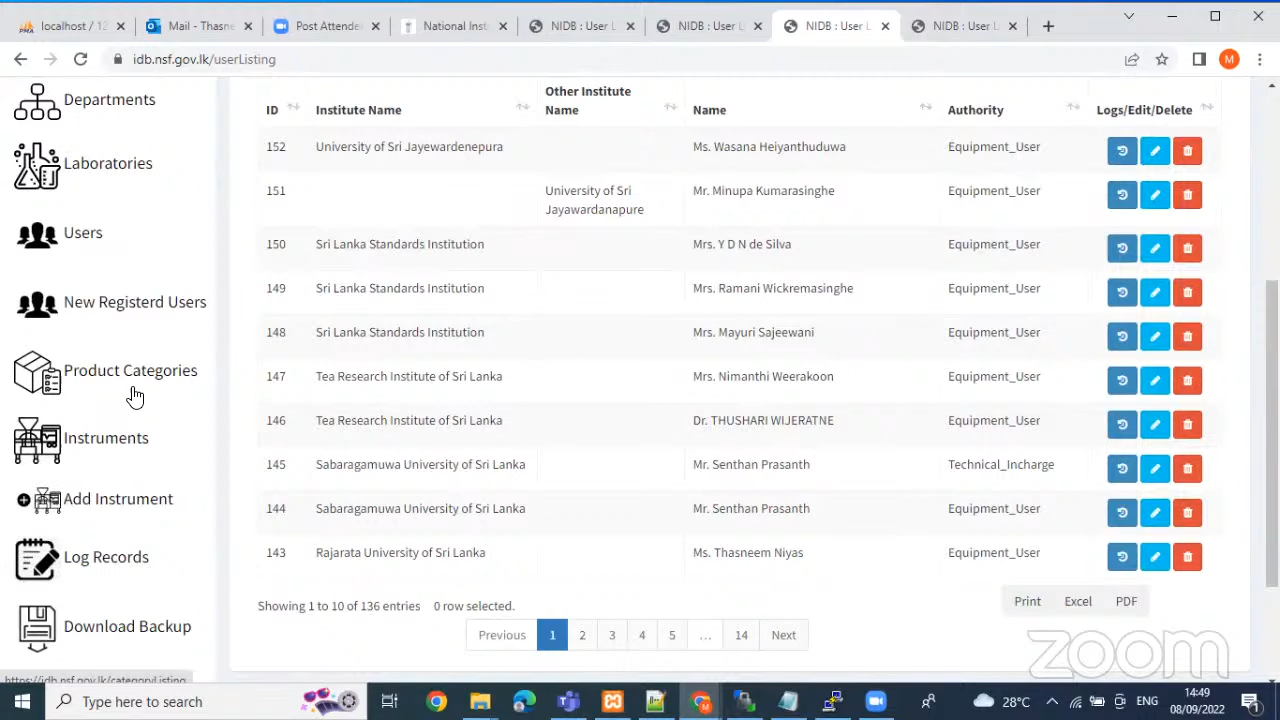 localhost / 12
Mail - Thasne
Post Attende
National Inst
NIDB : User L
NIDB : User L
NIDB : User L
NIDB : User L
idb.nsf.gov.lk/userListing
M
Departments
Laboratories
Users
New Registerd Users
Product Categories
Instruments
Add Instrument
Log Records
Download Backup
https://idb.nsf.gov.lk/categoryListing
ID Institute Name Other Institute Name Name Authority Logs/Edit/Delete
152 University of Sri Jayewardenepura Ms. Wasana Heiyanthuduwa Equipment_User
151 University of Sri Jayawardanapure Mr. Minupa Kumarasinghe Equipment_User
150 Sri Lanka Standards Institution Mrs. Y D N de Silva Equipment_User
149 Sri Lanka Standards Institution Mrs. Ramani Wickremasinghe Equipment_User
148 Sri Lanka Standards Institution Mrs. Mayuri Sajeewani Equipment_User
147 Tea Research Institute of Sri Lanka Mrs. Nimanthi Weerakoon Equipment_User
146 Tea Research Institute of Sri Lanka Dr. THUSHARI WIJERATNE Equipment_User
145 Sabaragamuwa University of Sri Lanka Mr. Senthan Prasanth Technical_Incharge
144 Sabaragamuwa University of Sri Lanka Mr. Senthan Prasanth Equipment_User
143 Rajarata University of Sri Lanka Ms. Thasneem Niyas Equipment_User
Showing 1 to 10 of 136 entries 0 row selected.
Print Excel PDF
Previous 1 2 3 4 5 … 14 Next
zoom
Type here to search
28°C
ENG
14:49
08/09/2022